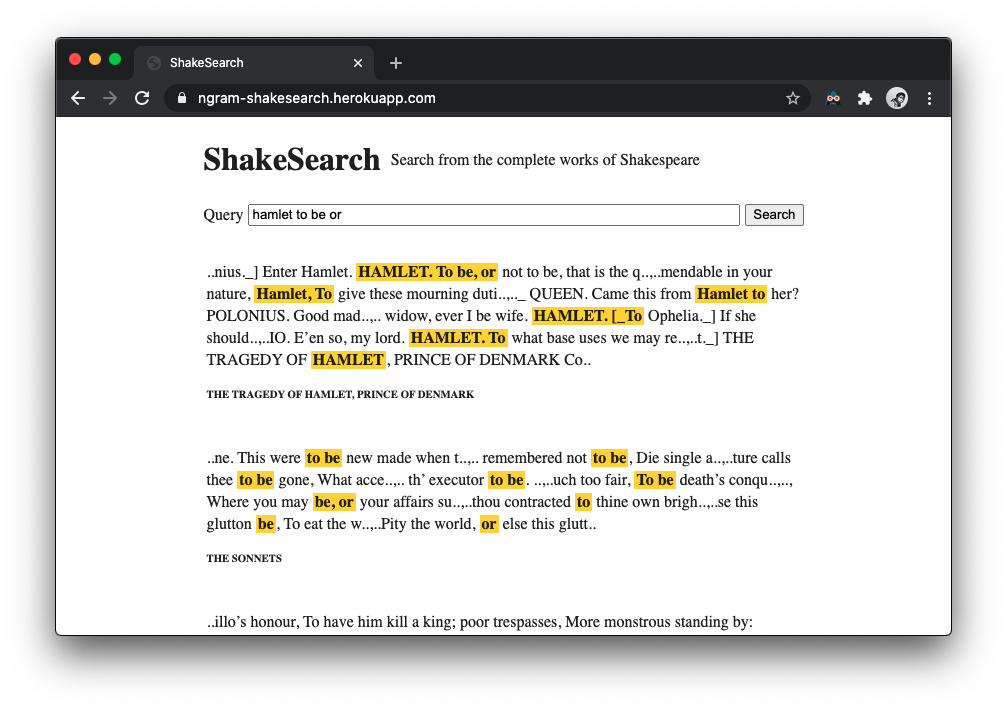 ShakeSearch
ngram-shakesearch.herokuapp.com
ShakeSearch Search from the complete works of Shakespeare
Query hamlet to be or Search
..nius._] Enter Hamlet. HAMLET. To be, or not to be, that is the q..,..mendable in your
nature, Hamlet, To give these mourning duti..,.._ QUEEN. Came this from Hamlet to her?
POLONIUS. Good mad..,.. widow, ever I be wife. HAMLET. [_To Ophelia._] If she
should..,..IO. E’en so, my lord. HAMLET. To what base uses we may re..,..t._] THE
TRAGEDY OF HAMLET, PRINCE OF DENMARK Co..
THE TRAGEDY OF HAMLET, PRINCE OF DENMARK
..ne. This were to be new made when t..,.. remembered not to be, Die single a..,..ture calls
thee to be gone, What acce..,.. th’ executor to be. ..,..uch too fair, To be death’s conqu..,..,
Where you may be, or your affairs su..,..thou contracted to thine own brigh..,..se this
glutton be, To eat the w..,..Pity the world, or else this glutt..
THE SONNETS
..illo’s honour, To have him kill a king; poor trespasses, More monstrous standing by: